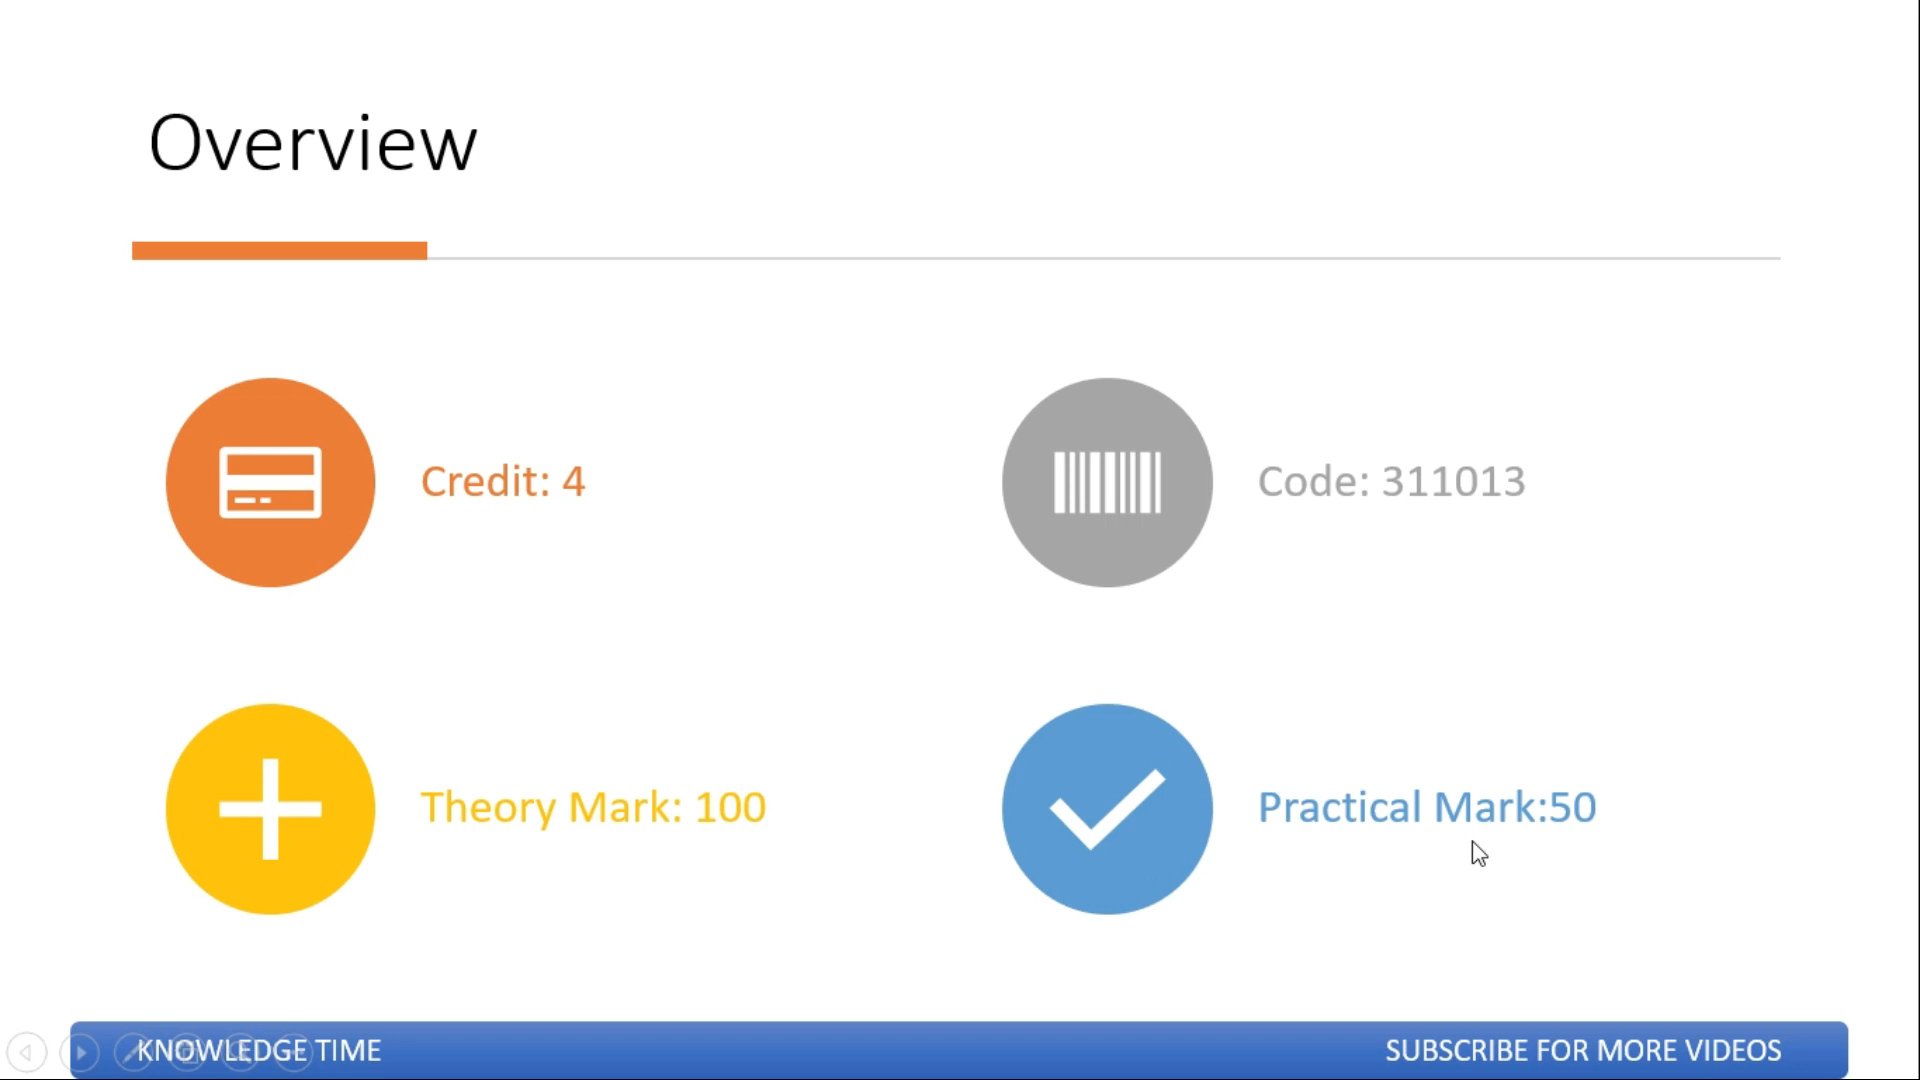 Overview
Credit: 4
Code: 311013
Theory Mark: 100
Practical Mark:50
KNOWLEDGE TIME
SUBSCRIBE FOR MORE VIDEOS